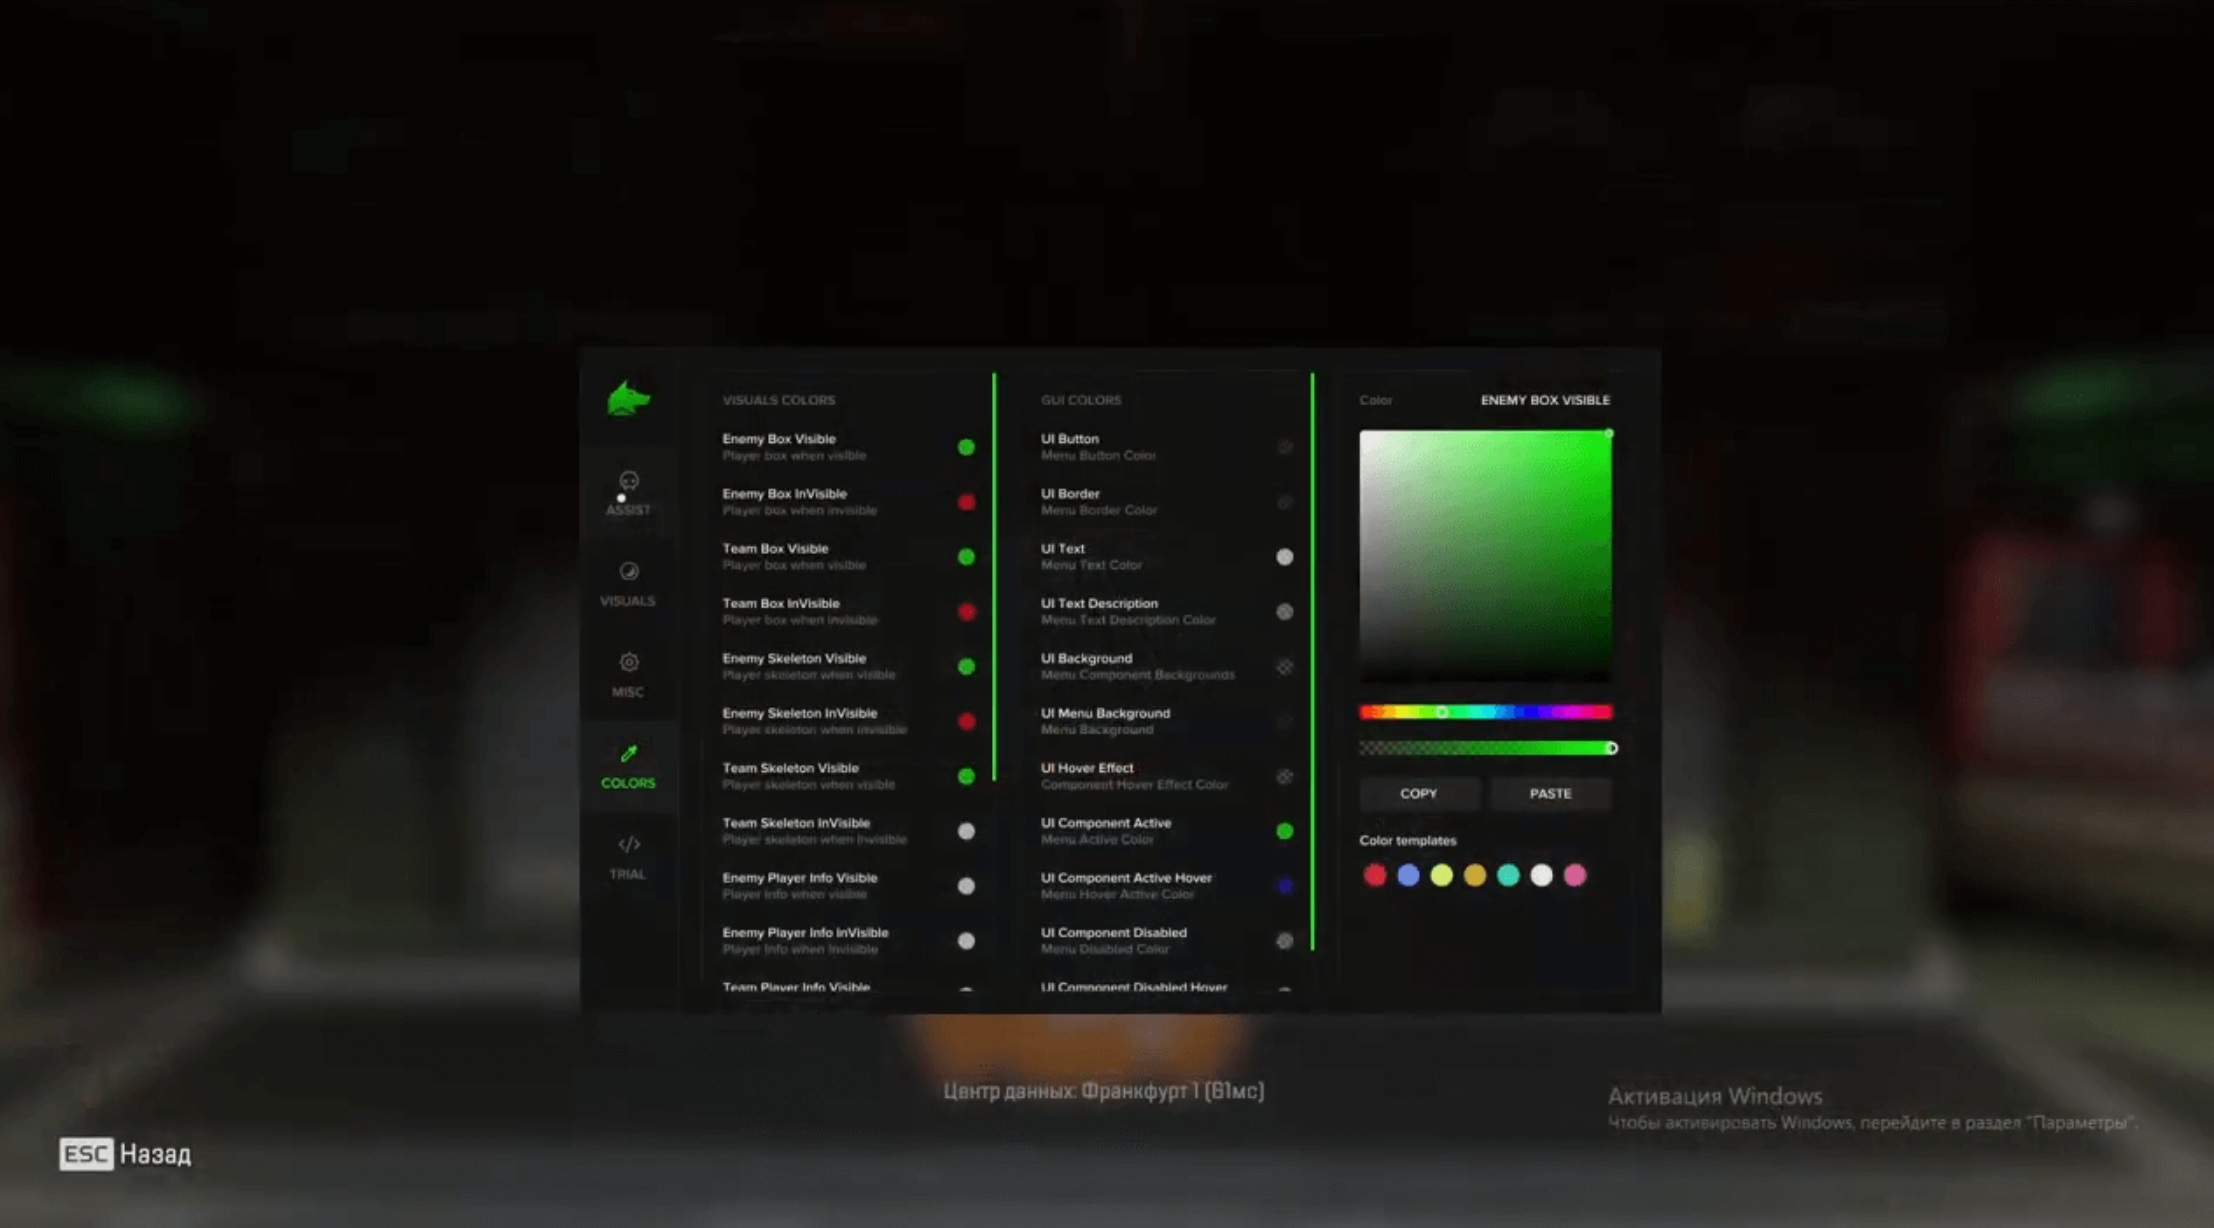 ASSIST
VISUALS
MISC
COLORS
TRIAL
VISUALS COLORS
Enemy Box Visible
Player box when visible
Enemy Box InVisible
Player box when invisible
Team Box Visible
Player box when visible
Team Box InVisible
Player box when invisible
Enemy Skeleton Visible
Player skeleton when visible
Enemy Skeleton InVisible
Player skeleton when invisible
Team Skeleton Visible
Player skeleton when visible
Team Skeleton InVisible
Player skeleton when invisible
Enemy Player Info Visible
Player info when visible
Enemy Player Info InVisible
Player info when invisible
Team Player Info Visible
GUI COLORS
UI Button
Menu Button Color
UI Border
Menu Border Color
UI Text
Menu Text Color
UI Text Description
Menu Text Description Color
UI Background
Menu Component Backgrounds
UI Menu Background
Menu Background
UI Hover Effect
Component Hover Effect Color
UI Component Active
Menu Active Color
UI Component Active Hover
Menu Hover Active Color
UI Component Disabled
Menu Disabled Color
UI Component Disabled Hover
Color ENEMY BOX VISIBLE
COPY PASTE
Color templates
Центр данных: Франкфурт 1 (61мс)
Активация Windows
Чтобы активировать Windows, перейдите в раздел "Параметры".
ESC Назад